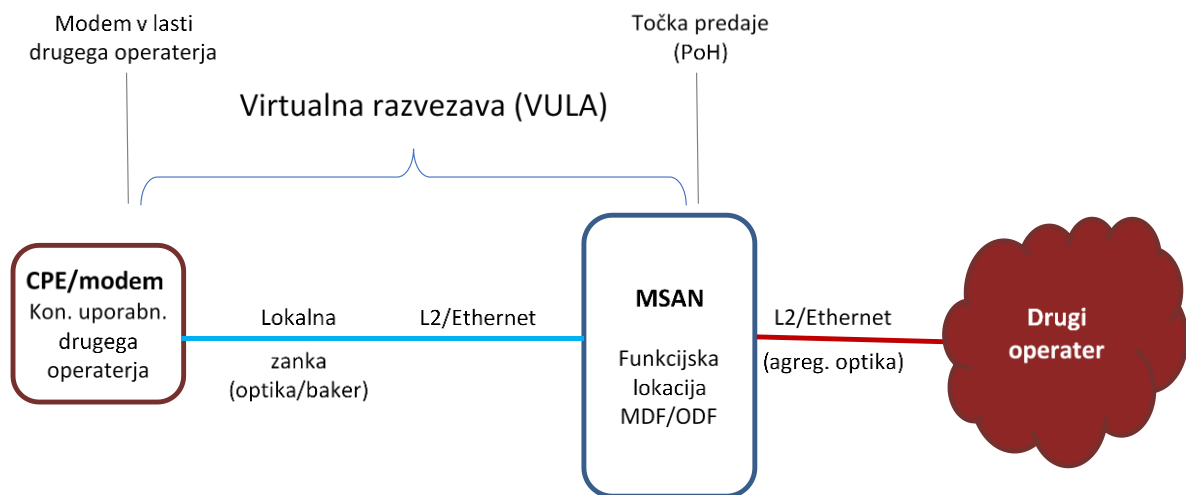 Modem v lasti
drugega operaterja
Točka predaje
(PoH)
Virtualna razvezava (VULA)
CPE/modem
Kon. uporabn.
drugega
operaterja
Lokalna
zanka
(optika/baker)
L2/Ethernet
MSAN
Funkcijska
lokacija
MDF/ODF
L2/Ethernet
(agreg. optika)
Drugi
operater